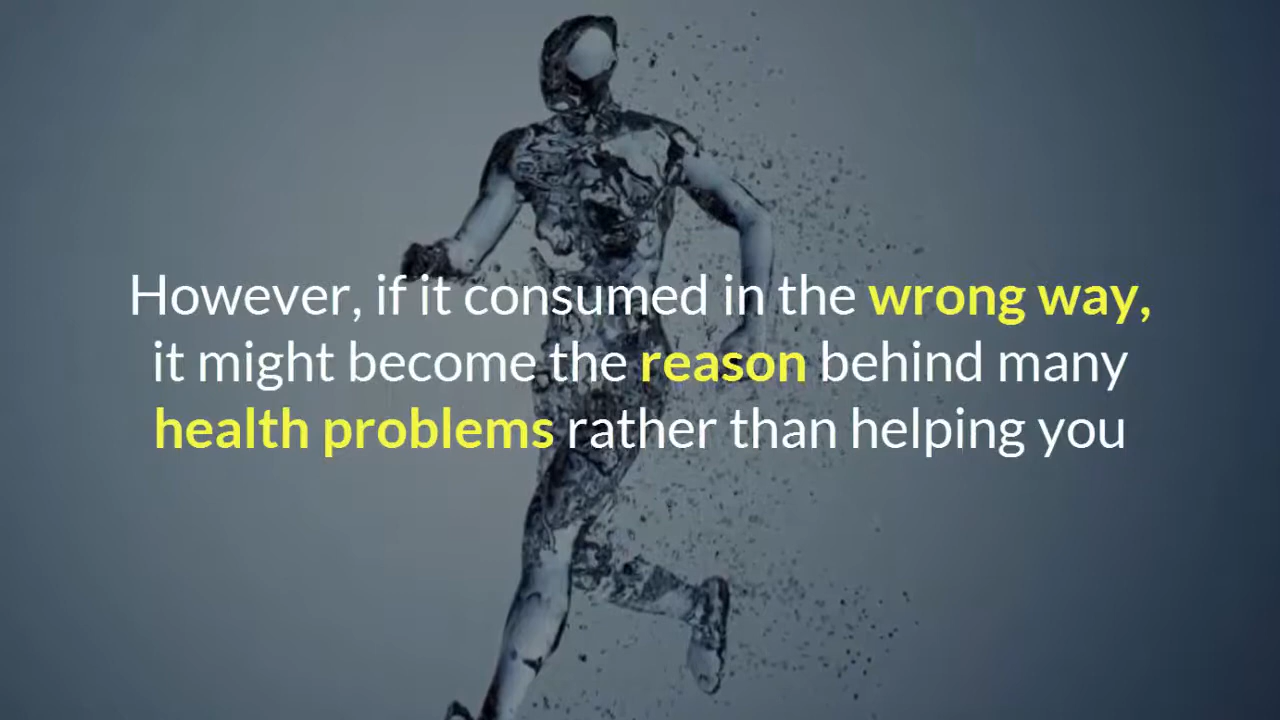 However, if it consumed in the wrong way,
it might become the reason behind many
health problems rather than helping you